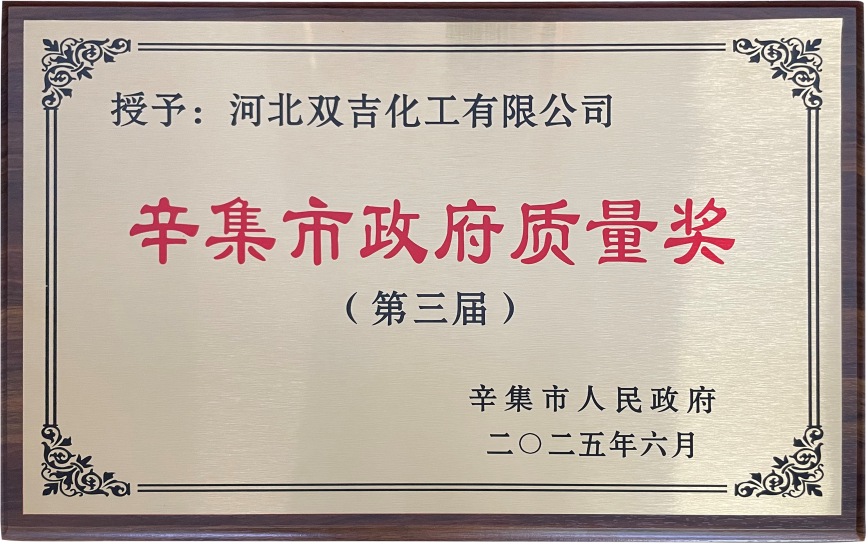 授予：河北双吉化工有限公司
辛集市政府质量奖
（第三届）
辛集市人民政府
二〇二五年六月